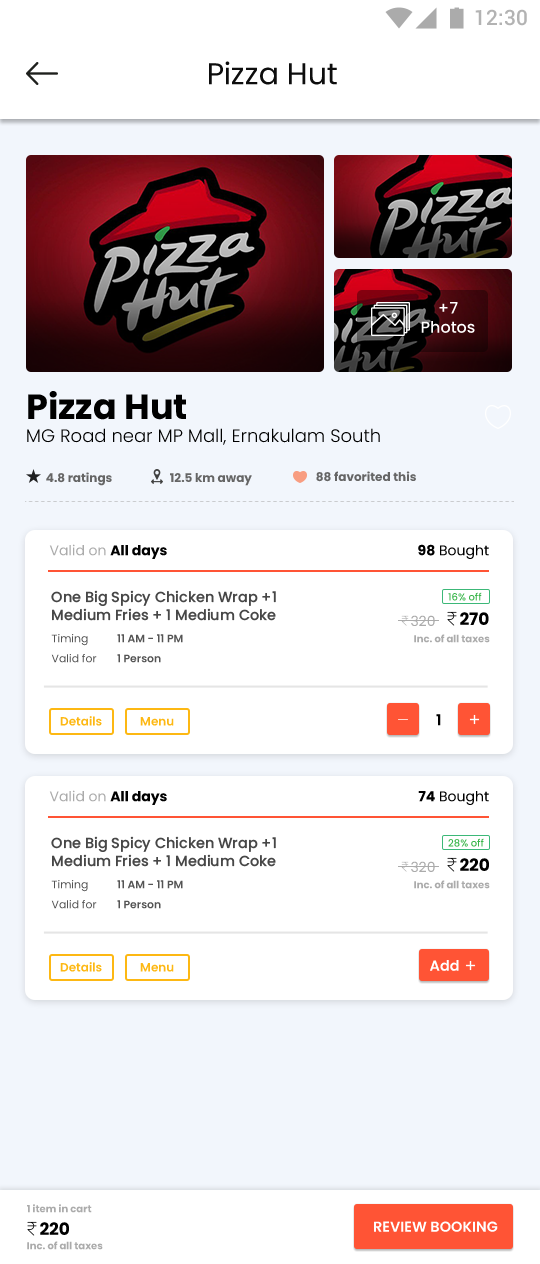 12:30
Pizza Hut
Pizza
Hut
Pizza
Hut
Pizza
Hut
+7
Photos
Pizza Hut
MG Road near MP Mall, Ernakulam South
4.8 ratings 12.5 km away 88 favorited this
Valid on All days 98 Bought
One Big Spicy Chicken Wrap +1 16% off
Medium Fries + 1 Medium Coke ₹ 320 ₹ 270
Timing 11 AM - 11 PM Inc. of all taxes
Valid for 1 Person
Details Menu − 1 +
Valid on All days 74 Bought
One Big Spicy Chicken Wrap +1 28% off
Medium Fries + 1 Medium Coke ₹ 320 ₹ 220
Timing 11 AM - 11 PM Inc. of all taxes
Valid for 1 Person
Details Menu Add +
1 item in cart
₹ 220 REVIEW BOOKING
Inc. of all taxes